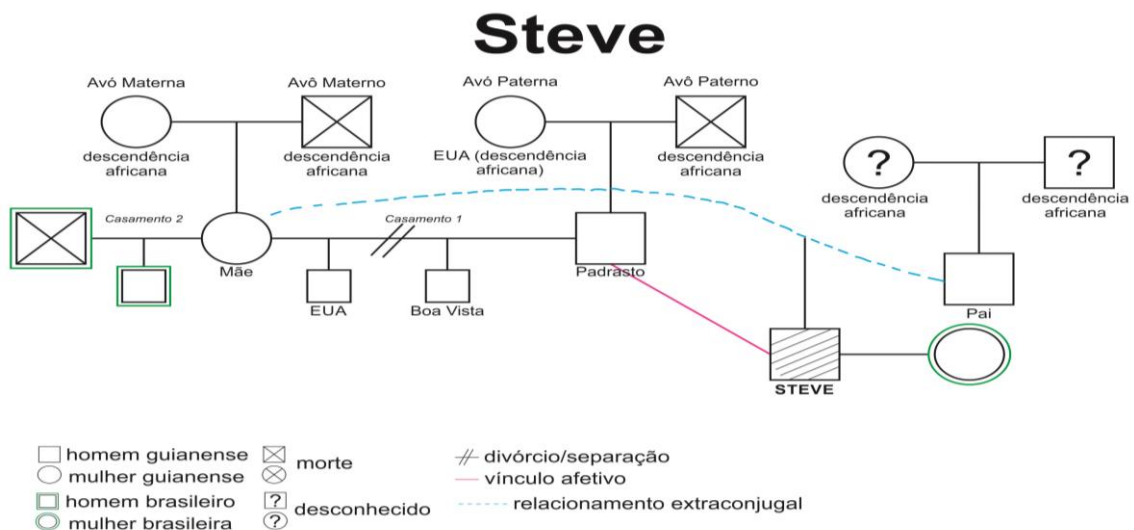 Steve
Avó Materna
Avô Materno
Avó Paterna
Avô Paterno
descendência
africana
descendência
africana
EUA (descendência
africana)
descendência
africana
?
?
descendência
africana
descendência
africana
Casamento 2
Casamento 1
Mãe
Padrasto
EUA
Boa Vista
Pai
STEVE
homem guianense
mulher guianense
homem brasileiro
mulher brasileira
morte
?
?
desconhecido
divórcio/separação
vínculo afetivo
relacionamento extraconjugal